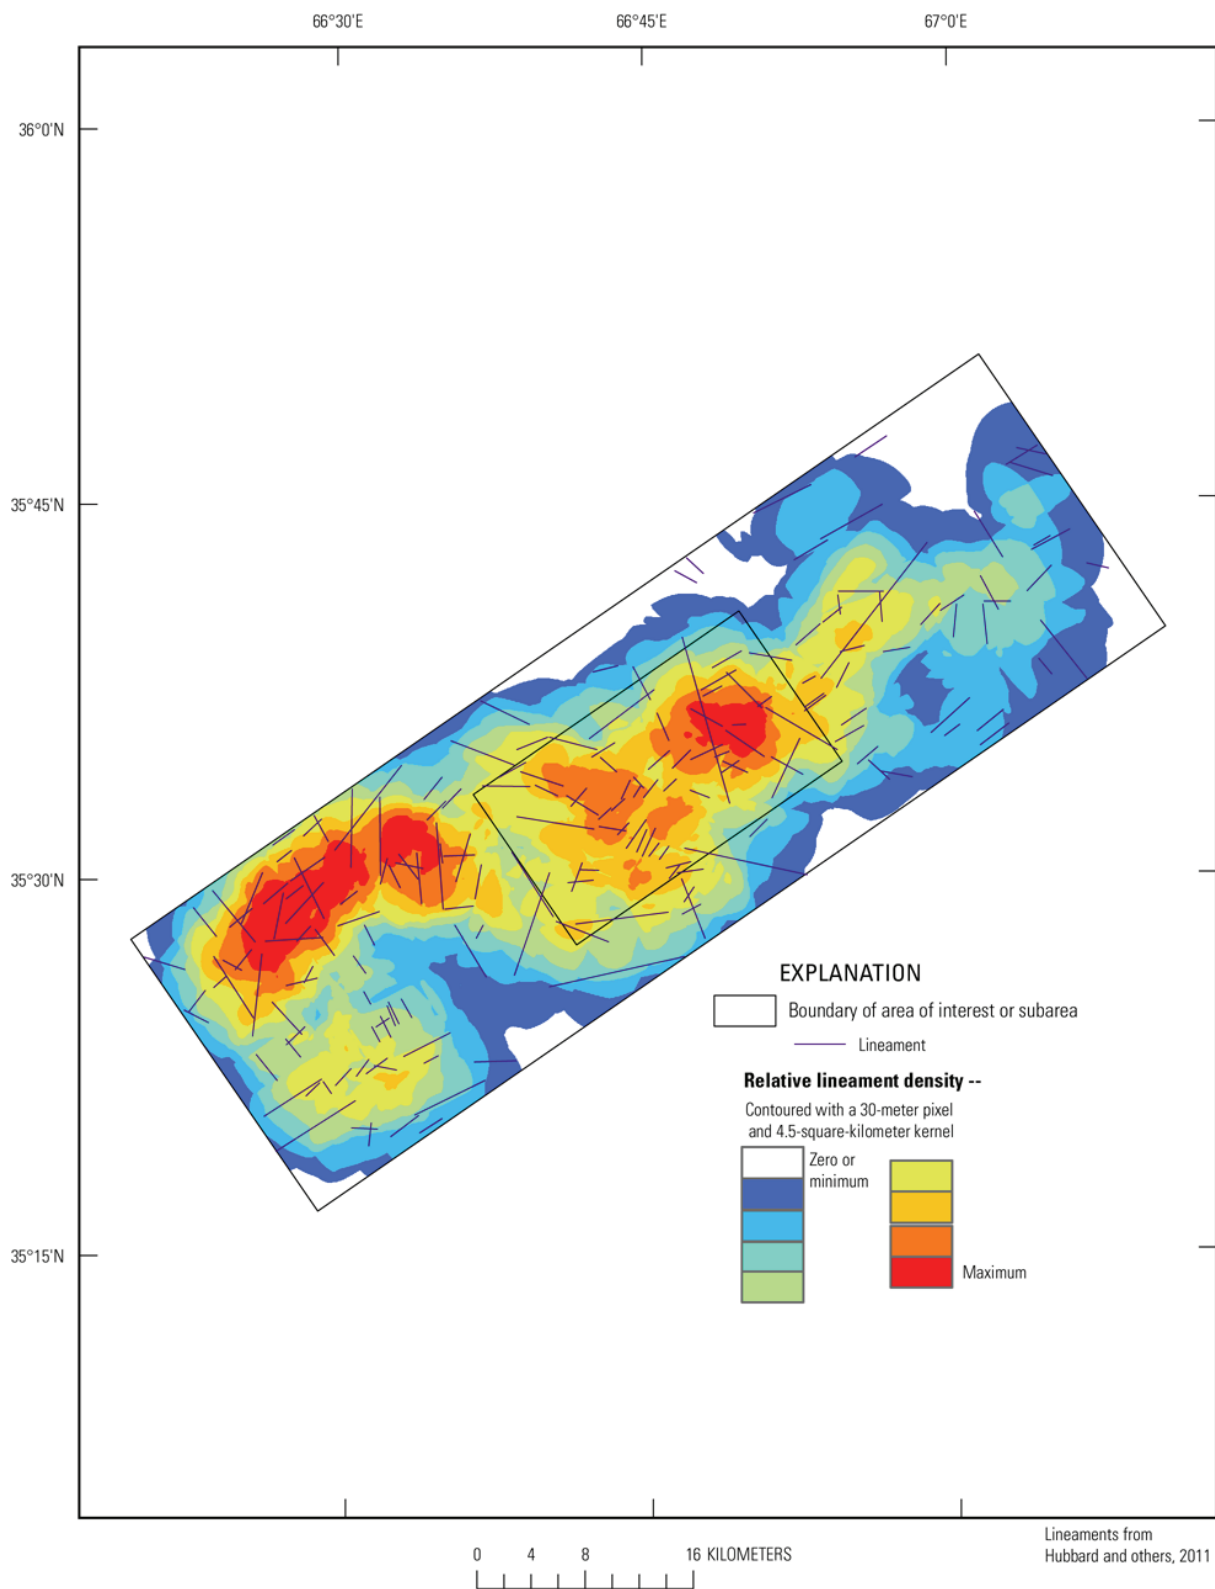 66°30'E 66°45'E 67°0'E
36°0'N
35°45'N
35°30'N
35°15'N
EXPLANATION
Boundary of area of interest or subarea
Lineament
Relative lineament density --
Contoured with a 30-meter pixel
and 4.5-square-kilometer kernel
Zero or
minimum
Maximum
0 4 8 16 KILOMETERS
Lineaments from
Hubbard and others, 2011